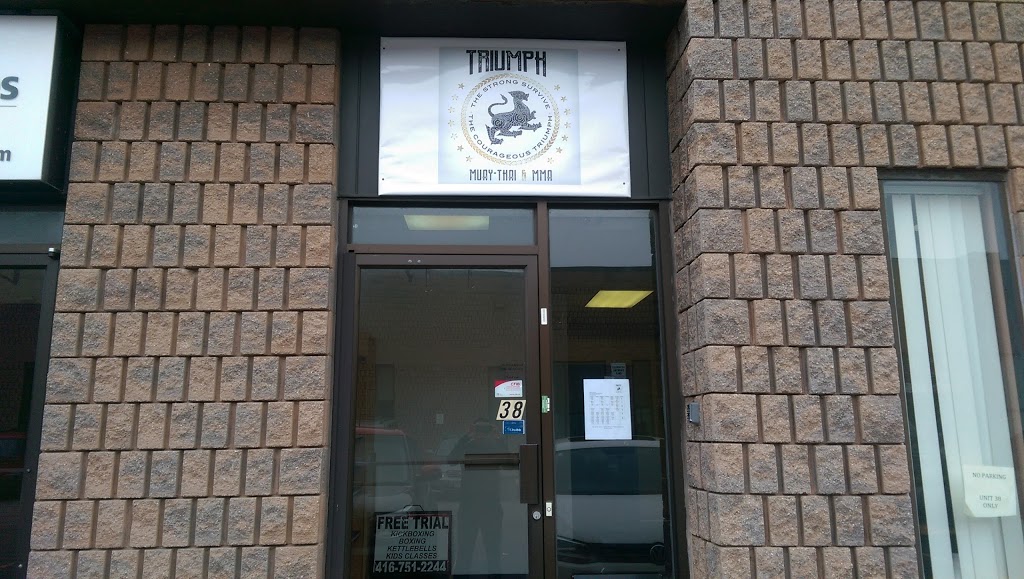 s
m
TRIUMPH
THE STRONG SURVIVE
THE COURAGEOUS TRIUMPH
MUAY-THAI & MMA
38
FREE TRIAL
KICKBOXING
BOXING
KETTLEBELLS
KIDS CLASSES
416-751-2244
NO PARKING
UNIT 38
ONLY